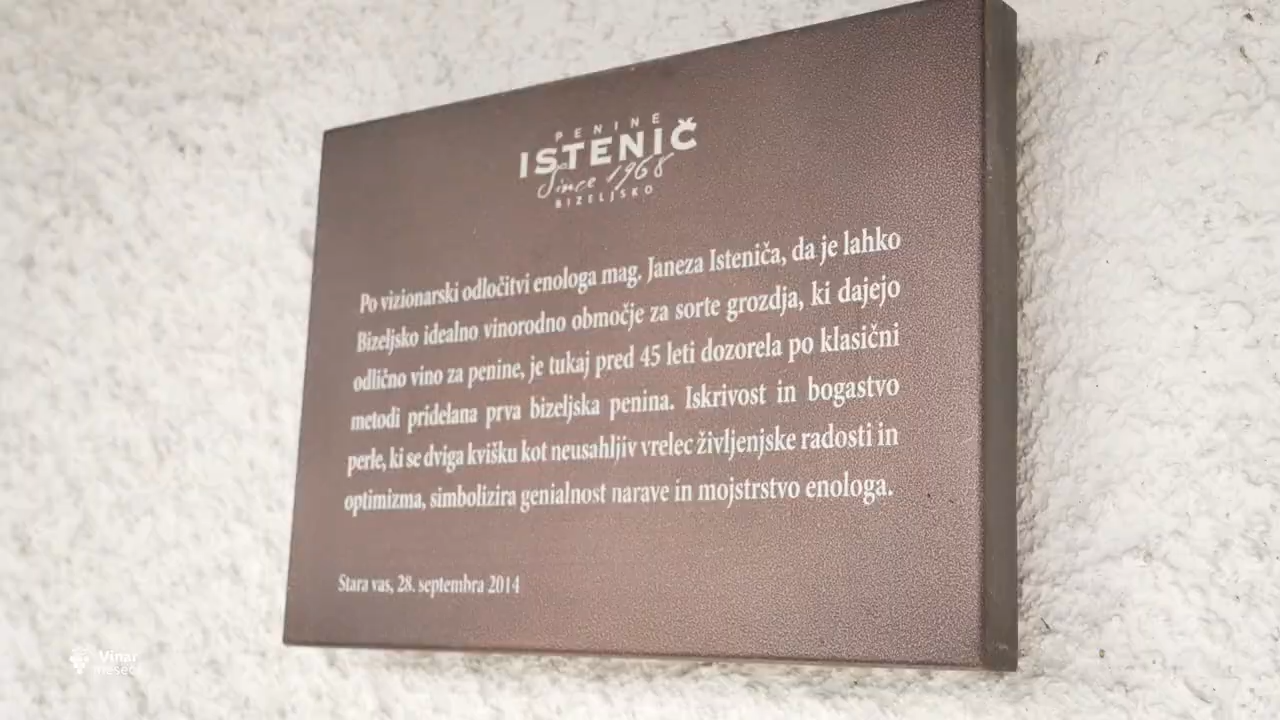 PENINE
ISTENIČ
Since 1968
BIZELJSKO
Po vizionarski odločitvi enologa mag. Janeza Isteniča, da je lahko
Bizeljsko idealno vinorodno območje za sorte grozdja, ki dajejo
odlično vino za penine, je tukaj pred 45 leti dozorela po klasični
metodi pridelana prva bizeljska penina. Iskrivost in bogastvo
perle, ki se dviga kvišku kot neusahljiv vrelec življenjske radosti in
optimizma, simbolizira genialnost narave in mojstrstvo enologa.
Stara vas, 28. septembra 2014
Vinar
meseca